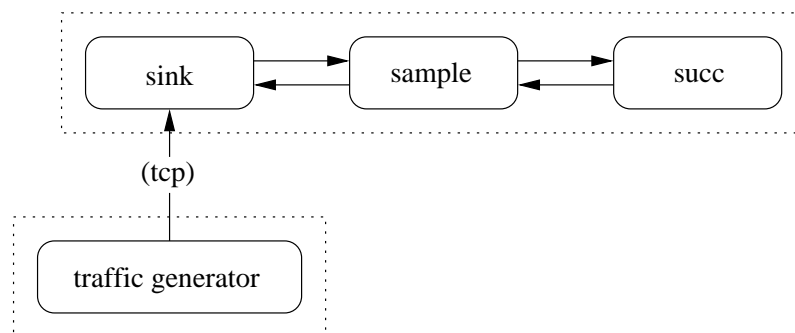 sink
sample
succ
(tcp)
traffic generator